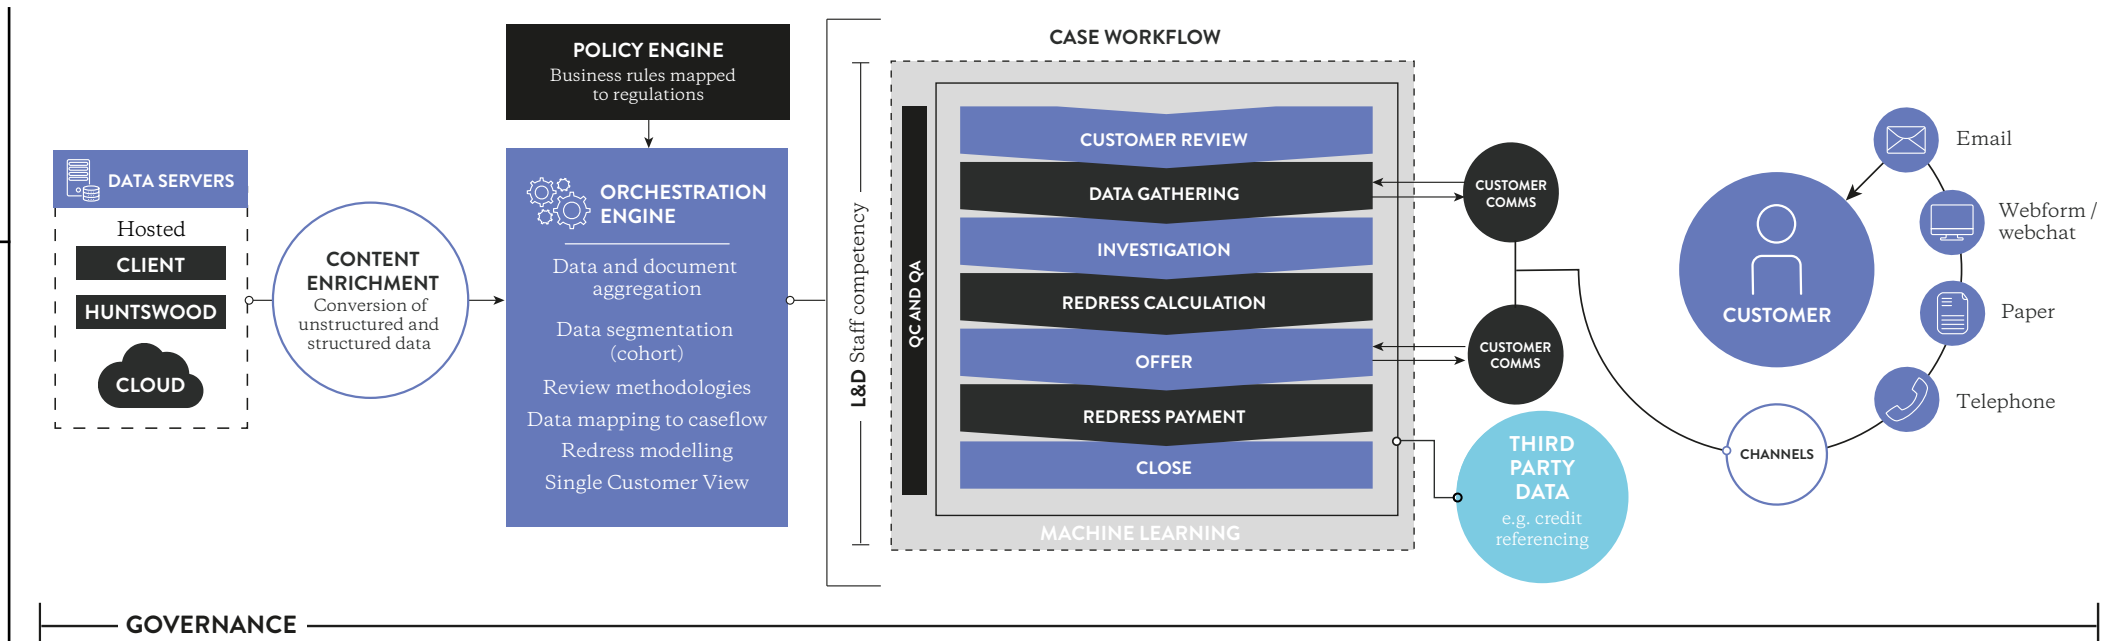 DATA SERVERS
Hosted
CLIENT
HUNTSWOOD
CLOUD
CONTENT
ENRICHMENT
Conversion of
unstructured and
structured data
POLICY ENGINE
Business rules mapped
to regulations
ORCHESTRATION
ENGINE
Data and document
aggregation
Data segmentation
(cohort)
Review methodologies
Data mapping to caseflow
Redress modelling
Single Customer View
L&D Staff competency
CASE WORKFLOW
QC AND QA
CUSTOMER REVIEW
DATA GATHERING
INVESTIGATION
REDRESS CALCULATION
OFFER
REDRESS PAYMENT
CLOSE
MACHINE LEARNING
CUSTOMER
COMMS
CUSTOMER
COMMS
THIRD
PARTY
DATA
e.g. credit
referencing
CUSTOMER
CHANNELS
Email
Webform /
webchat
Paper
Telephone
GOVERNANCE